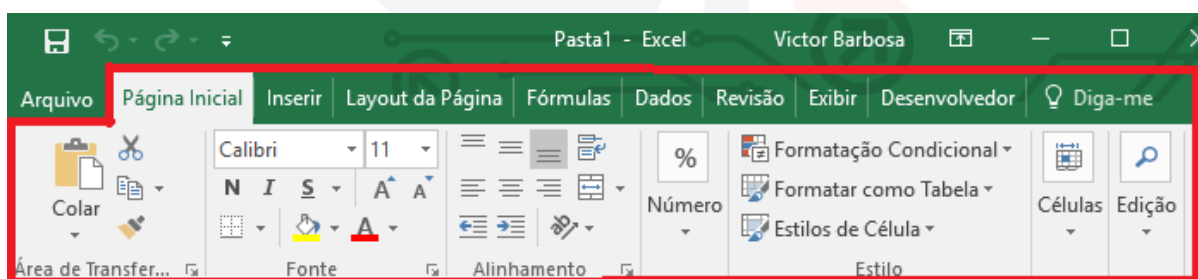 Pasta1 - Excel Victor Barbosa
Arquivo Página Inicial Inserir Layout da Página Fórmulas Dados Revisão Exibir Desenvolvedor Diga-me
Calibri 11 % Formatação Condicional
N I S A A Formatar como Tabela
Colar Número Células Edição
A Estilos de Célula
Área de Transfer... Fonte Alinhamento Estilo